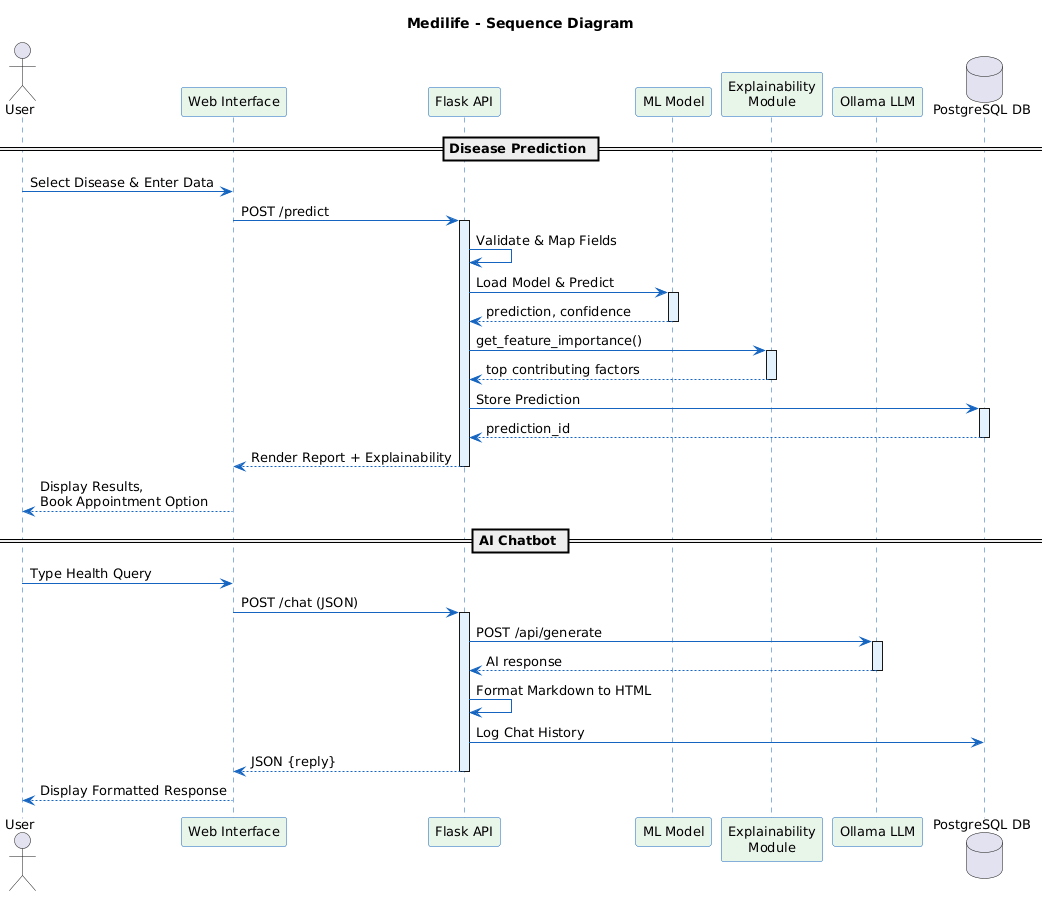 Medilife - Sequence Diagram
User
Web Interface
Flask API
ML Model
Explainability
Module
Ollama LLM
PostgreSQL DB
Disease Prediction
Select Disease & Enter Data
POST /predict
Validate & Map Fields
Load Model & Predict
prediction, confidence
get_feature_importance()
top contributing factors
Store Prediction
prediction_id
Render Report + Explainability
Display Results,
Book Appointment Option
AI Chatbot
Type Health Query
POST /chat (JSON)
POST /api/generate
AI response
Format Markdown to HTML
Log Chat History
JSON {reply}
Display Formatted Response
User
Web Interface
Flask API
ML Model
Explainability
Module
Ollama LLM
PostgreSQL DB